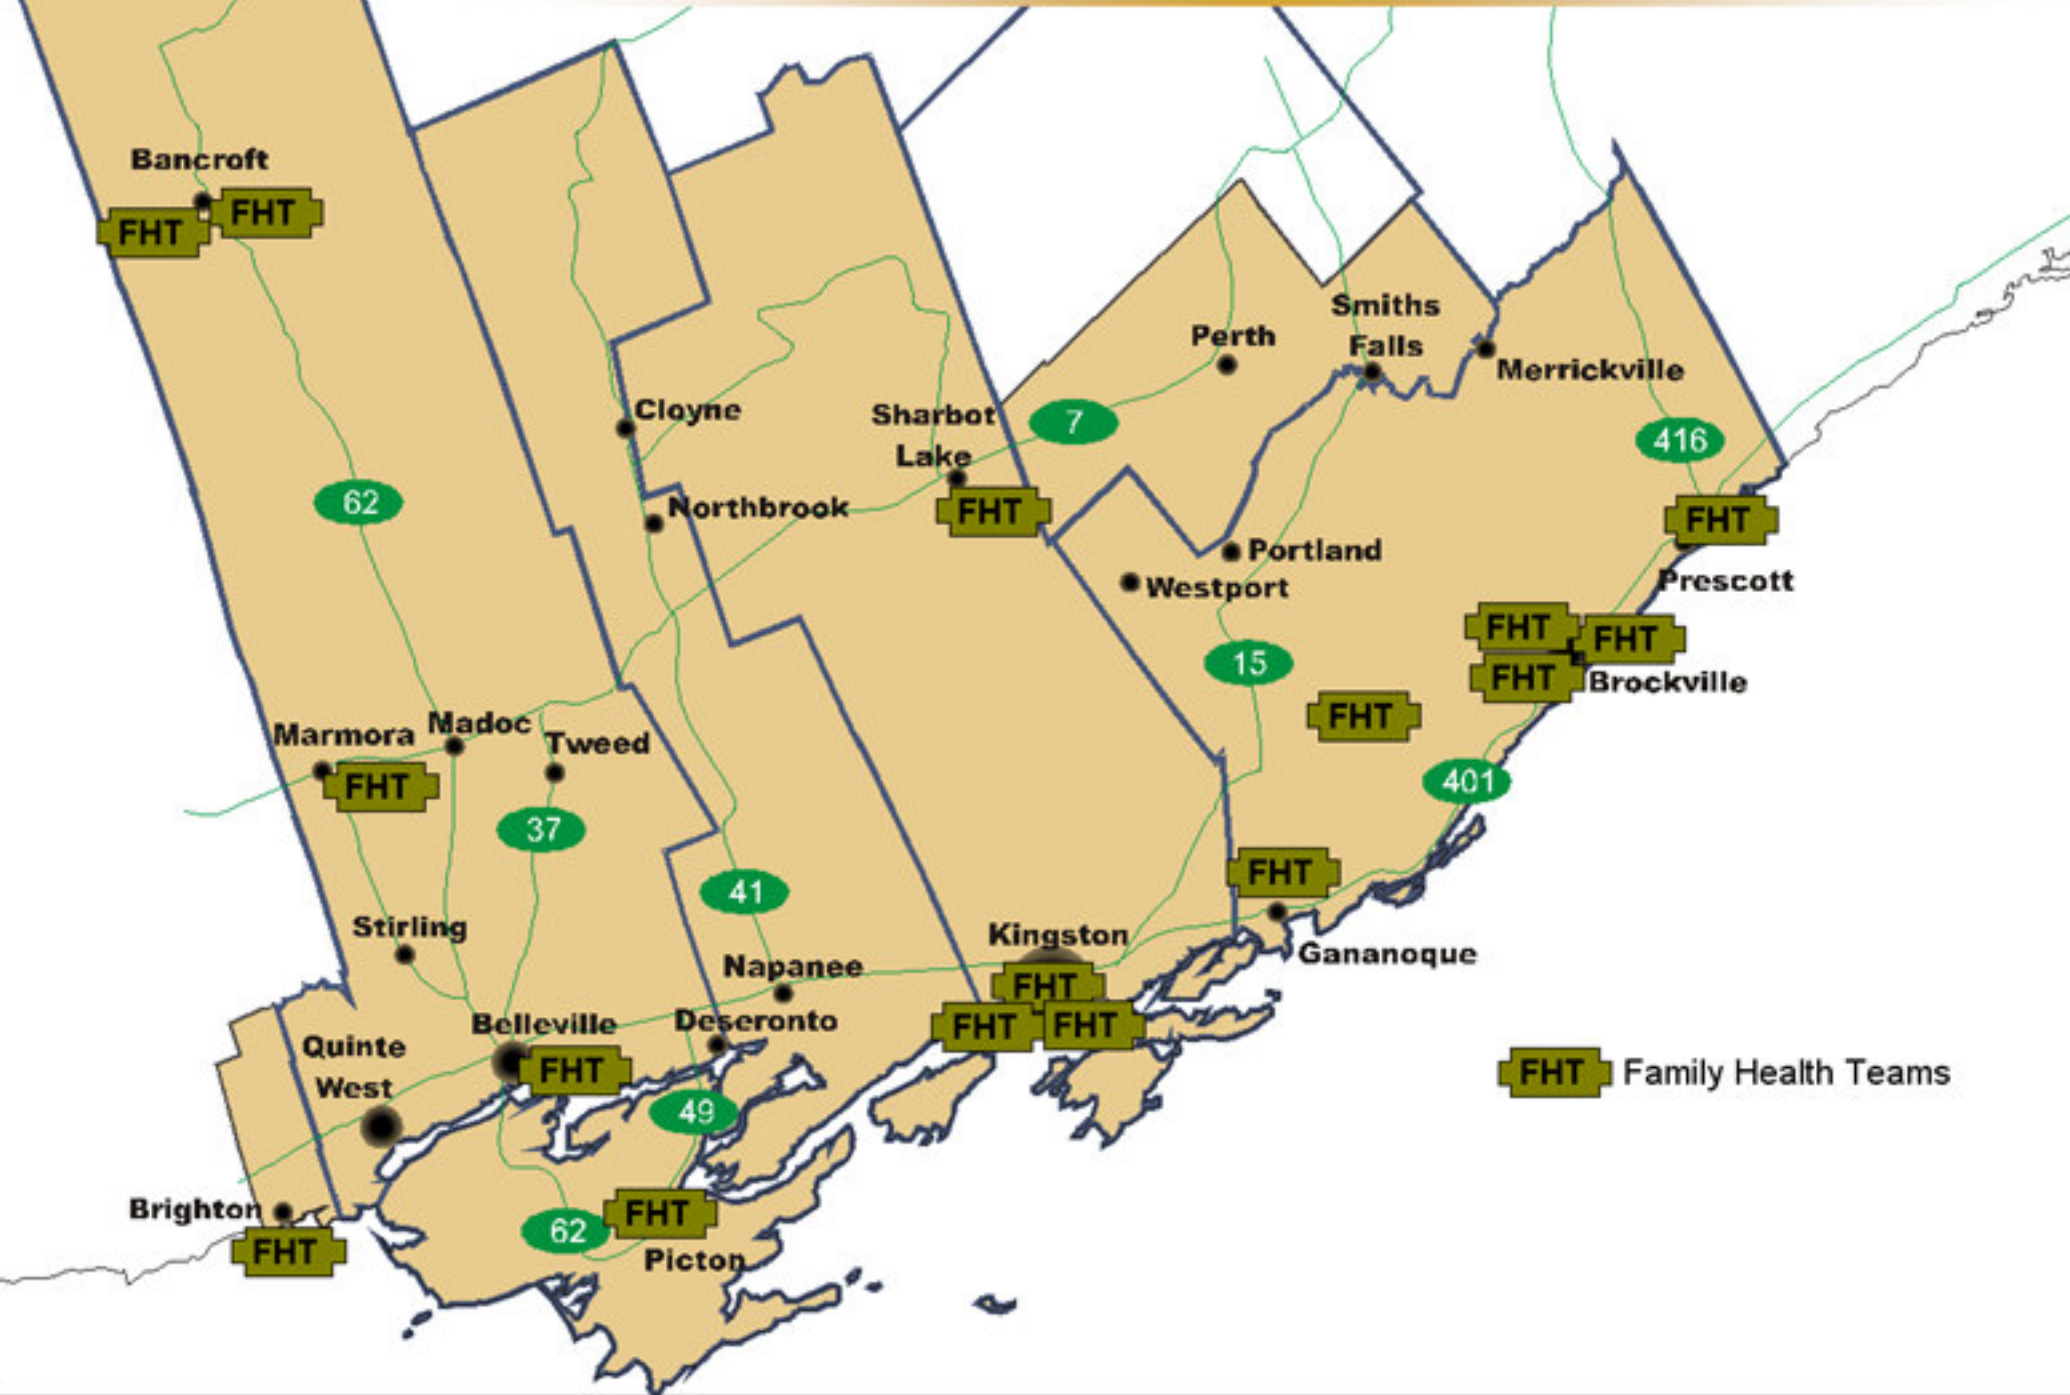 Bancroft
FHT
FHT
Smiths
Falls
Perth
Merrickville
Cloyne
Sharbot
Lake
7
416
62
Northbrook
FHT
FHT
Portland
Westport
Prescott
FHT
FHT
15
FHT
Brockville
FHT
Marmora
Madoc
Tweed
FHT
401
37
FHT
41
Stirling
Kingston
Gananoque
Napanee
FHT
Belleville
Deseronto
FHT
FHT
Quinte
West
FHT
FHT Family Health Teams
49
Brighton
FHT
62
FHT
Picton